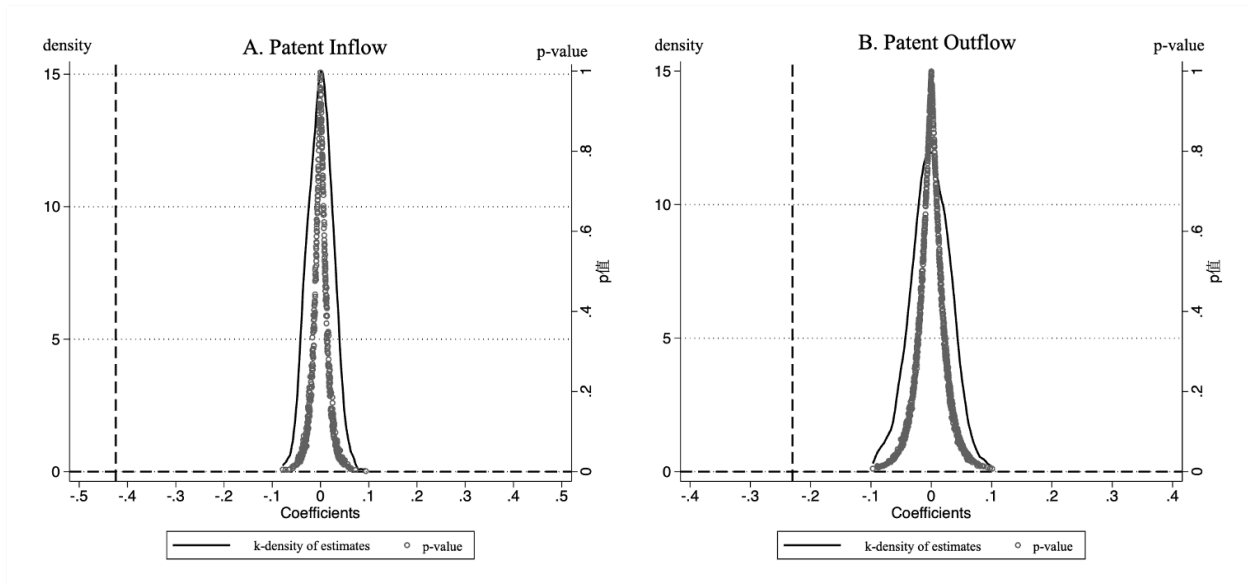 A. Patent Inflow
density
p-value
15
10
5
0
1
.8
.6
.4
.2
0
p值
-.5 -.4 -.3 -.2 -.1 0 .1 .2 .3 .4 .5
Coefficients
k-density of estimates p-value
B. Patent Outflow
density
p-value
15
10
5
0
1
.8
.6
.4
.2
0
p值
-.4 -.3 -.2 -.1 0 .1 .2 .3 .4
Coefficients
k-density of estimates p-value